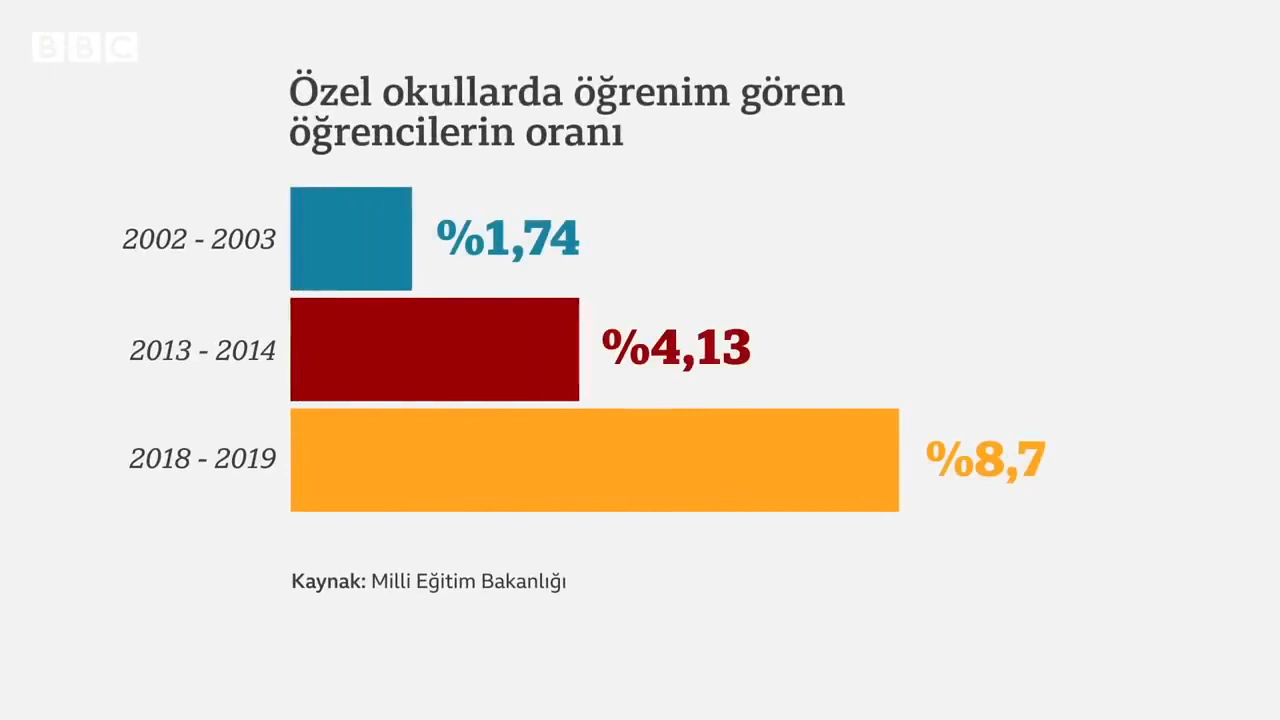 BBC
Özel okullarda öğrenim gören
öğrencilerin oranı
2002 - 2003 %1,74
2013 - 2014 %4,13
2018 - 2019 %8,7
Kaynak: Milli Eğitim Bakanlığı